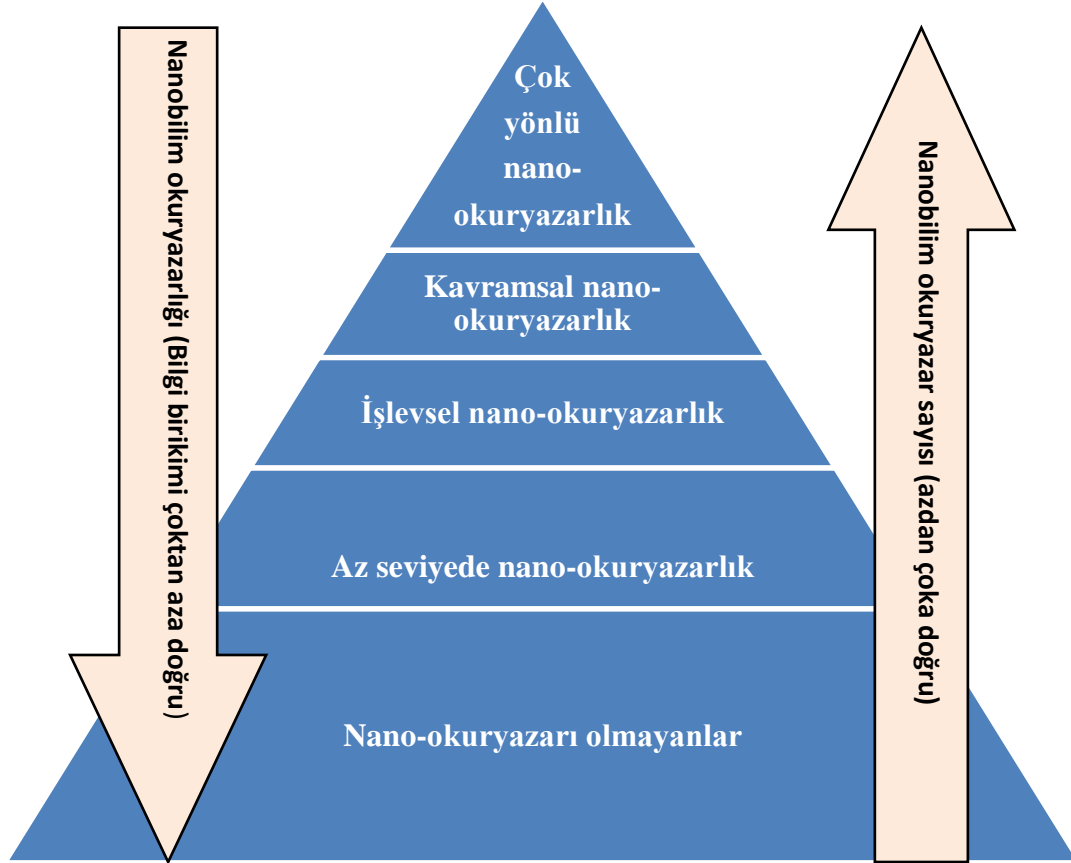 Nanobilim okuryazarlığı (Bilgi birikimi çoktan aza doğru)
Çok
yönlü
nano-
okuryazarlık
Kavramsal nano-
okuryazarlık
İşlevsel nano-okuryazarlık
Az seviyede nano-okuryazarlık
Nano-okuryazarı olmayanlar
Nanobilim okuryazar sayısı (azdan çoka doğru)